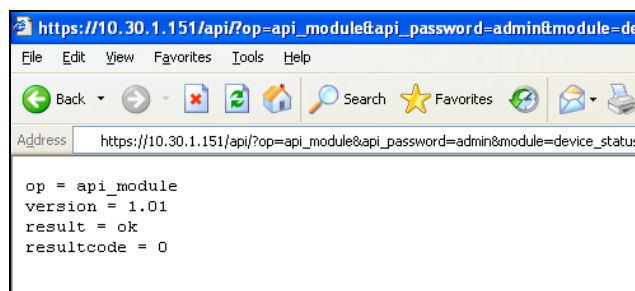 https://10.30.1.151/api/?op=api_module&api_password=admin&module=de
File Edit View Favorites Tools Help
Back Search Favorites
Address https://10.30.1.151/api/?op=api_module&api_password=admin&module=device_status
op = api_module
version = 1.01
result = ok
resultcode = 0